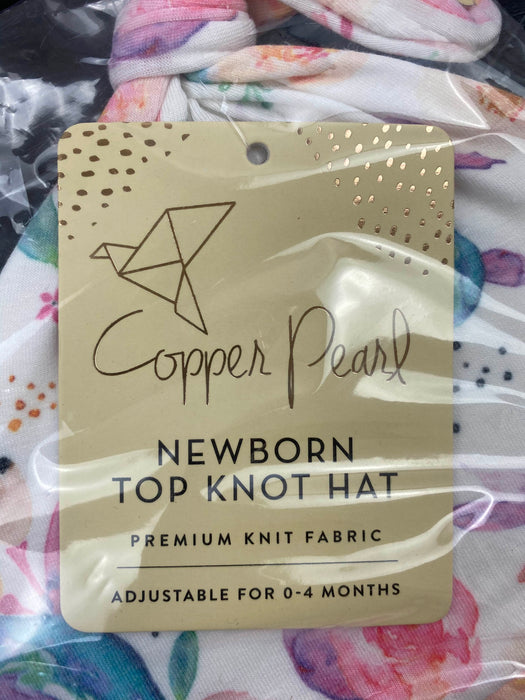 Copper Pearl
NEWBORN
TOP KNOT HAT
PREMIUM KNIT FABRIC
ADJUSTABLE FOR 0-4 MONTHS